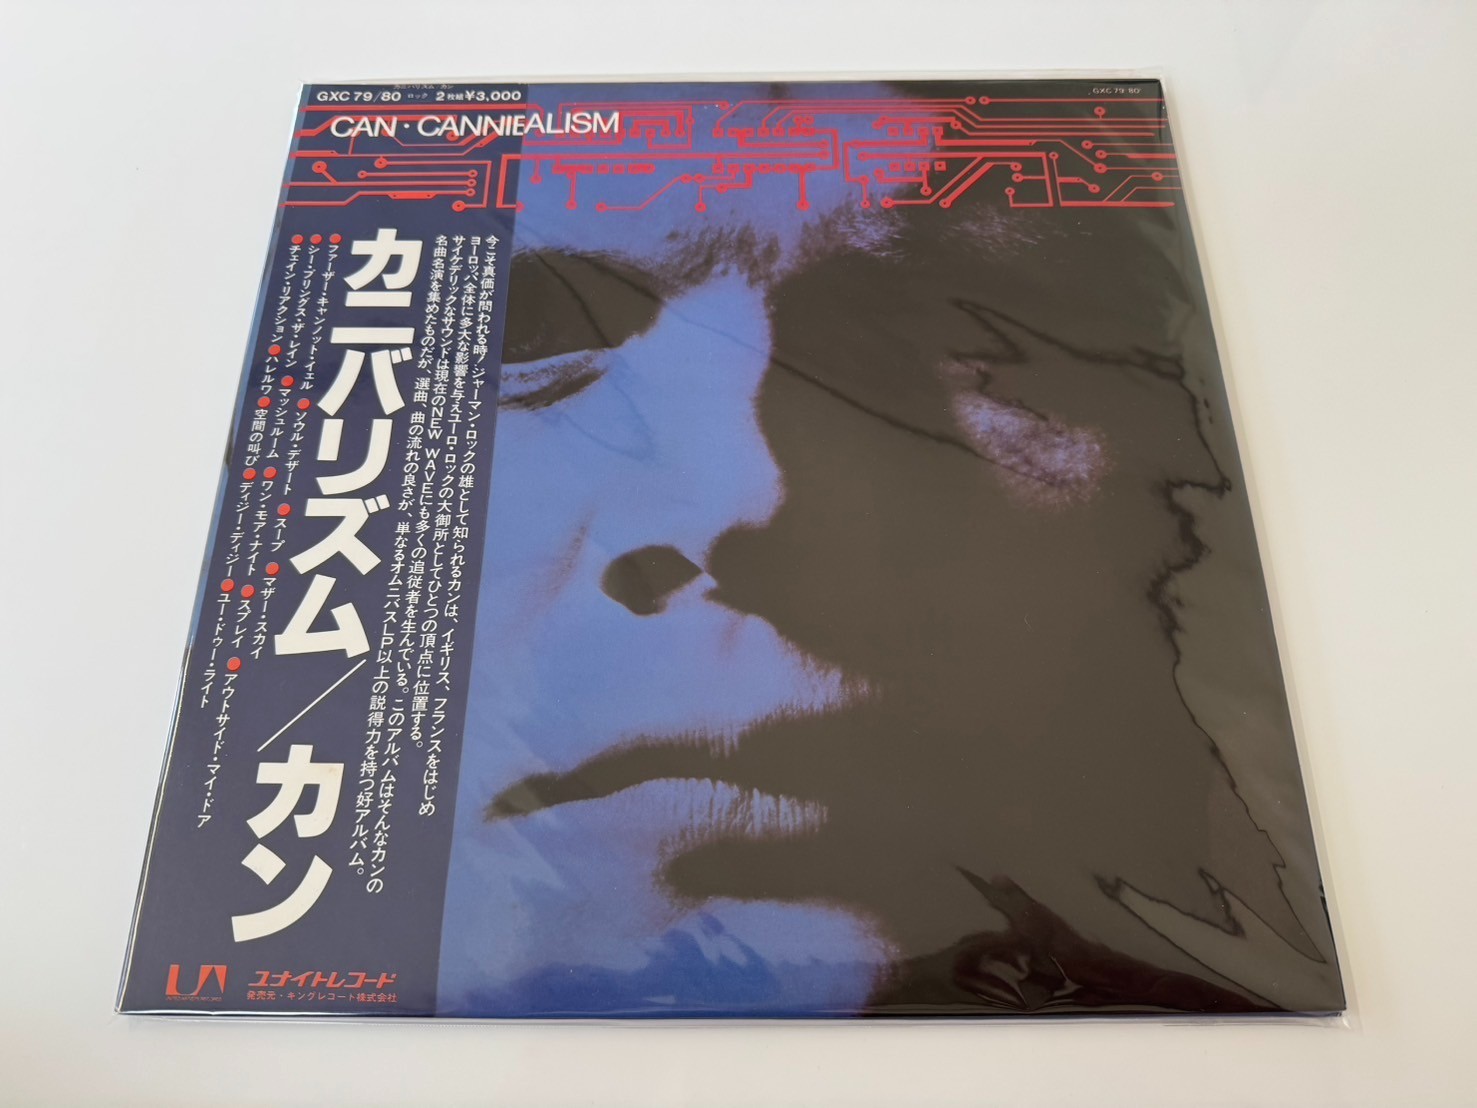 カニバリズム/カン
GXC 79/80 ロック 2枚組¥3,000
GXC 79/80
CAN・CANNIBALISM
カニバリズム/カン
今こそ真価が問われる時!ジャーマン・ロックの雄として知られるカンは、イギリス、フランスをはじめ
ヨーロッパ全体に多大な影響を与えユーロ・ロックの大御所としてひとつの頂点に位置する。
サイケデリックなサウンドは現在のNEW WAVEにも多くの追従者を生んでいる。このアルバムはそんなカンの
名曲名演を集めたものだが、選曲、曲の流れの良さが、単なるオムニバスLP以上の説得力を持つ好アルバム。
●ファーザー・キャンノット・イェル●ソウル・デザート●スープ●マザー・スカイ
●シー・ブリングス・ザ・レイン●マッシュルーム●ワン・モア・ナイト●スプレイ●アウトサイド・マイ・ドア
●チェイン・リアクション●ハレルワ●空間の叫び●ディジー・ディジー●ユー・ドゥー・ライト
UA
ユナイトレコード
発売元・キングレコード株式会社